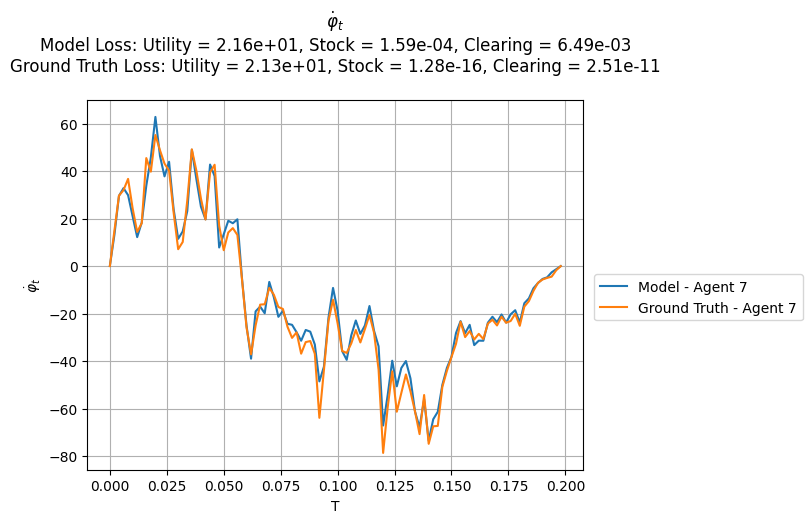 φ̇ₜ
Model Loss: Utility = 2.16e+01, Stock = 1.59e-04, Clearing = 6.49e-03
Ground Truth Loss: Utility = 2.13e+01, Stock = 1.28e-16, Clearing = 2.51e-11
60
40
20
0
−20
−40
−60
−80
φ̇ₜ
0.000
0.025
0.050
0.075
0.100
0.125
0.150
0.175
0.200
T
Model - Agent 7
Ground Truth - Agent 7